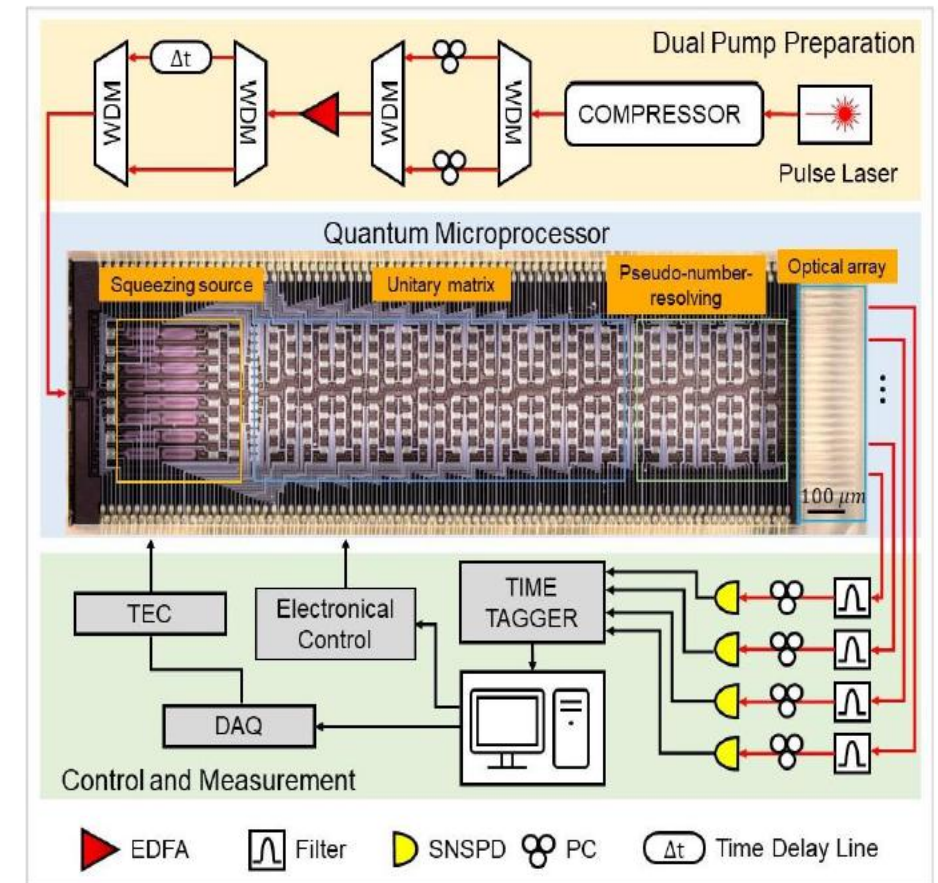 Dual Pump Preparation
WDM
Δt
WDM
WDM
WDM
COMPRESSOR
Pulse Laser
Quantum Microprocessor
Squeezing source
Unitary matrix
Pseudo-number-
resolving
Optical array
100 μm
TEC
Electronical
Control
TIME
TAGGER
DAQ
Control and Measurement
EDFA
Filter
SNSPD
PC
Δt
Time Delay Line